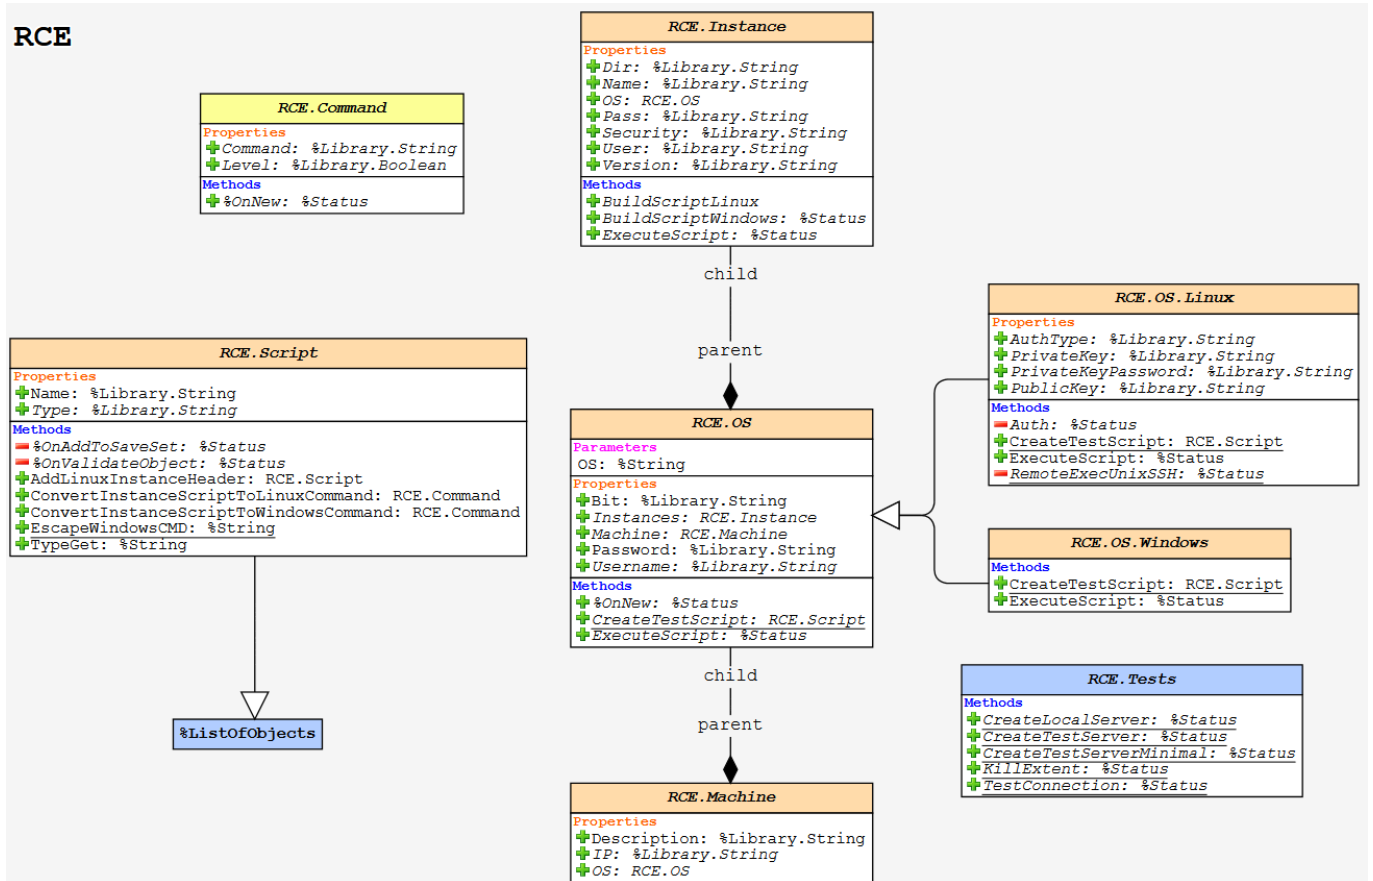 RCE
RCE.Instance
Properties
Dir: %Library.String
Name: %Library.String
OS: RCE.OS
Pass: %Library.String
Security: %Library.String
User: %Library.String
Version: %Library.String
Methods
BuildScriptLinux
BuildScriptWindows: %Status
ExecuteScript: %Status
RCE.Command
Properties
Command: %Library.String
Level: %Library.Boolean
Methods
%OnNew: %Status
child
parent
RCE.OS.Linux
Properties
AuthType: %Library.String
PrivateKey: %Library.String
PrivateKeyPassword: %Library.String
PublicKey: %Library.String
Methods
Auth: %Status
CreateTestScript: RCE.Script
ExecuteScript: %Status
RemoteExecUnixSSH: %Status
RCE.Script
Properties
Name: %Library.String
Type: %Library.String
Methods
%OnAddToSaveSet: %Status
%OnValidateObject: %Status
AddLinuxInstanceHeader: RCE.Script
ConvertInstanceScriptToLinuxCommand: RCE.Command
ConvertInstanceScriptToWindowsCommand: RCE.Command
EscapeWindowsCMD: %String
TypeGet: %String
RCE.OS
Parameters
OS: %String
Properties
Bit: %Library.String
Instances: RCE.Instance
Machine: RCE.Machine
Password: %Library.String
Username: %Library.String
Methods
%OnNew: %Status
CreateTestScript: RCE.Script
ExecuteScript: %Status
RCE.OS.Windows
Methods
CreateTestScript: RCE.Script
ExecuteScript: %Status
child
parent
RCE.Tests
Methods
CreateLocalServer: %Status
CreateTestServer: %Status
CreateTestServerMinimal: %Status
KillExtent: %Status
TestConnection: %Status
%ListOfObjects
RCE.Machine
Properties
Description: %Library.String
IP: %Library.String
OS: RCE.OS